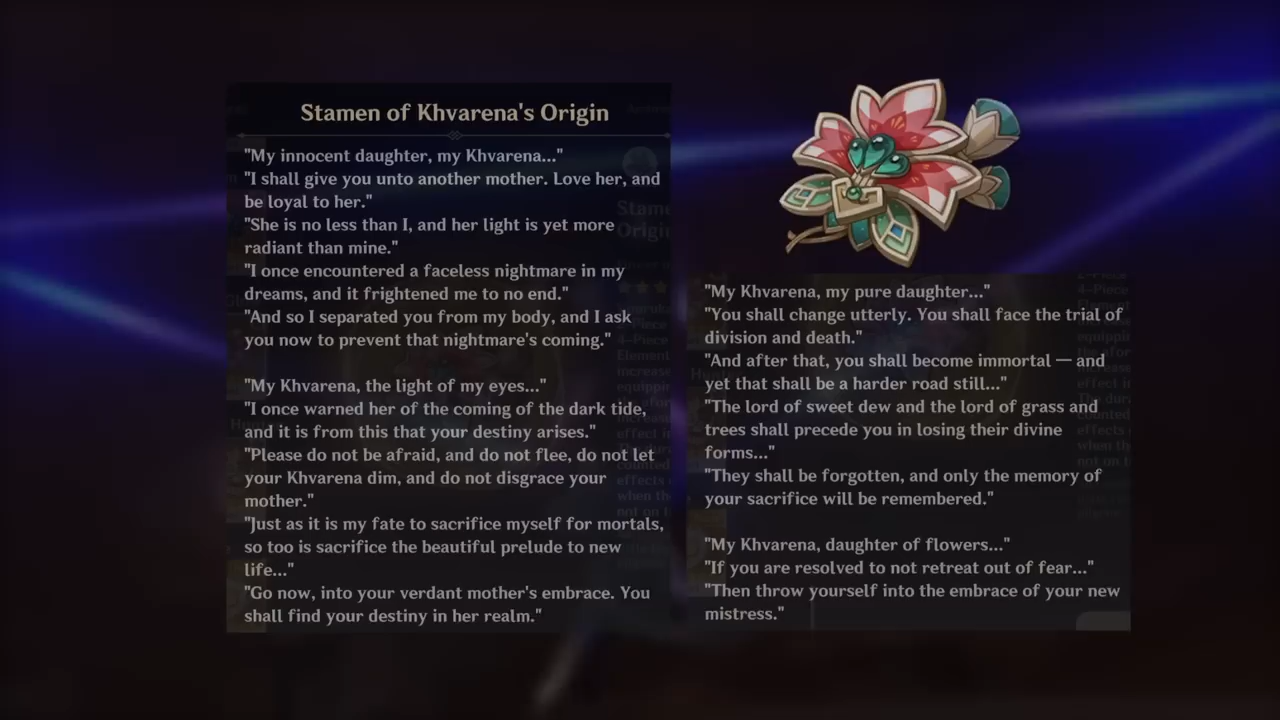 Stamen of Khvarena's Origin
"My innocent daughter, my Khvarena..."
"I shall give you unto another mother. Love her, and
be loyal to her."
"She is no less than I, and her light is yet more
radiant than mine."
"I once encountered a faceless nightmare in my
dreams, and it frightened me to no end."
"And so I separated you from my body, and I ask
you now to prevent that nightmare's coming."
"My Khvarena, the light of my eyes..."
"I once warned her of the coming of the dark tide,
and it is from this that your destiny arises."
"Please do not be afraid, and do not flee, do not let
your Khvarena dim, and do not disgrace your
mother."
"Just as it is my fate to sacrifice myself for mortals,
so too is sacrifice the beautiful prelude to new
life..."
"Go now, into your verdant mother's embrace. You
shall find your destiny in her realm."
"My Khvarena, my pure daughter..."
"You shall change utterly. You shall face the trial of
division and death."
"And after that, you shall become immortal — and
yet that shall be a harder road still..."
"The lord of sweet dew and the lord of grass and
trees shall precede you in losing their divine
forms..."
"They shall be forgotten, and only the memory of
your sacrifice will be remembered."
"My Khvarena, daughter of flowers..."
"If you are resolved to not retreat out of fear..."
"Then throw yourself into the embrace of your new
mistress."